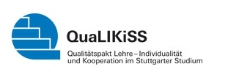 QuaLIKiSS
Qualitätspakt Lehre – Individualität
und Kooperation im Stuttgarter Studium